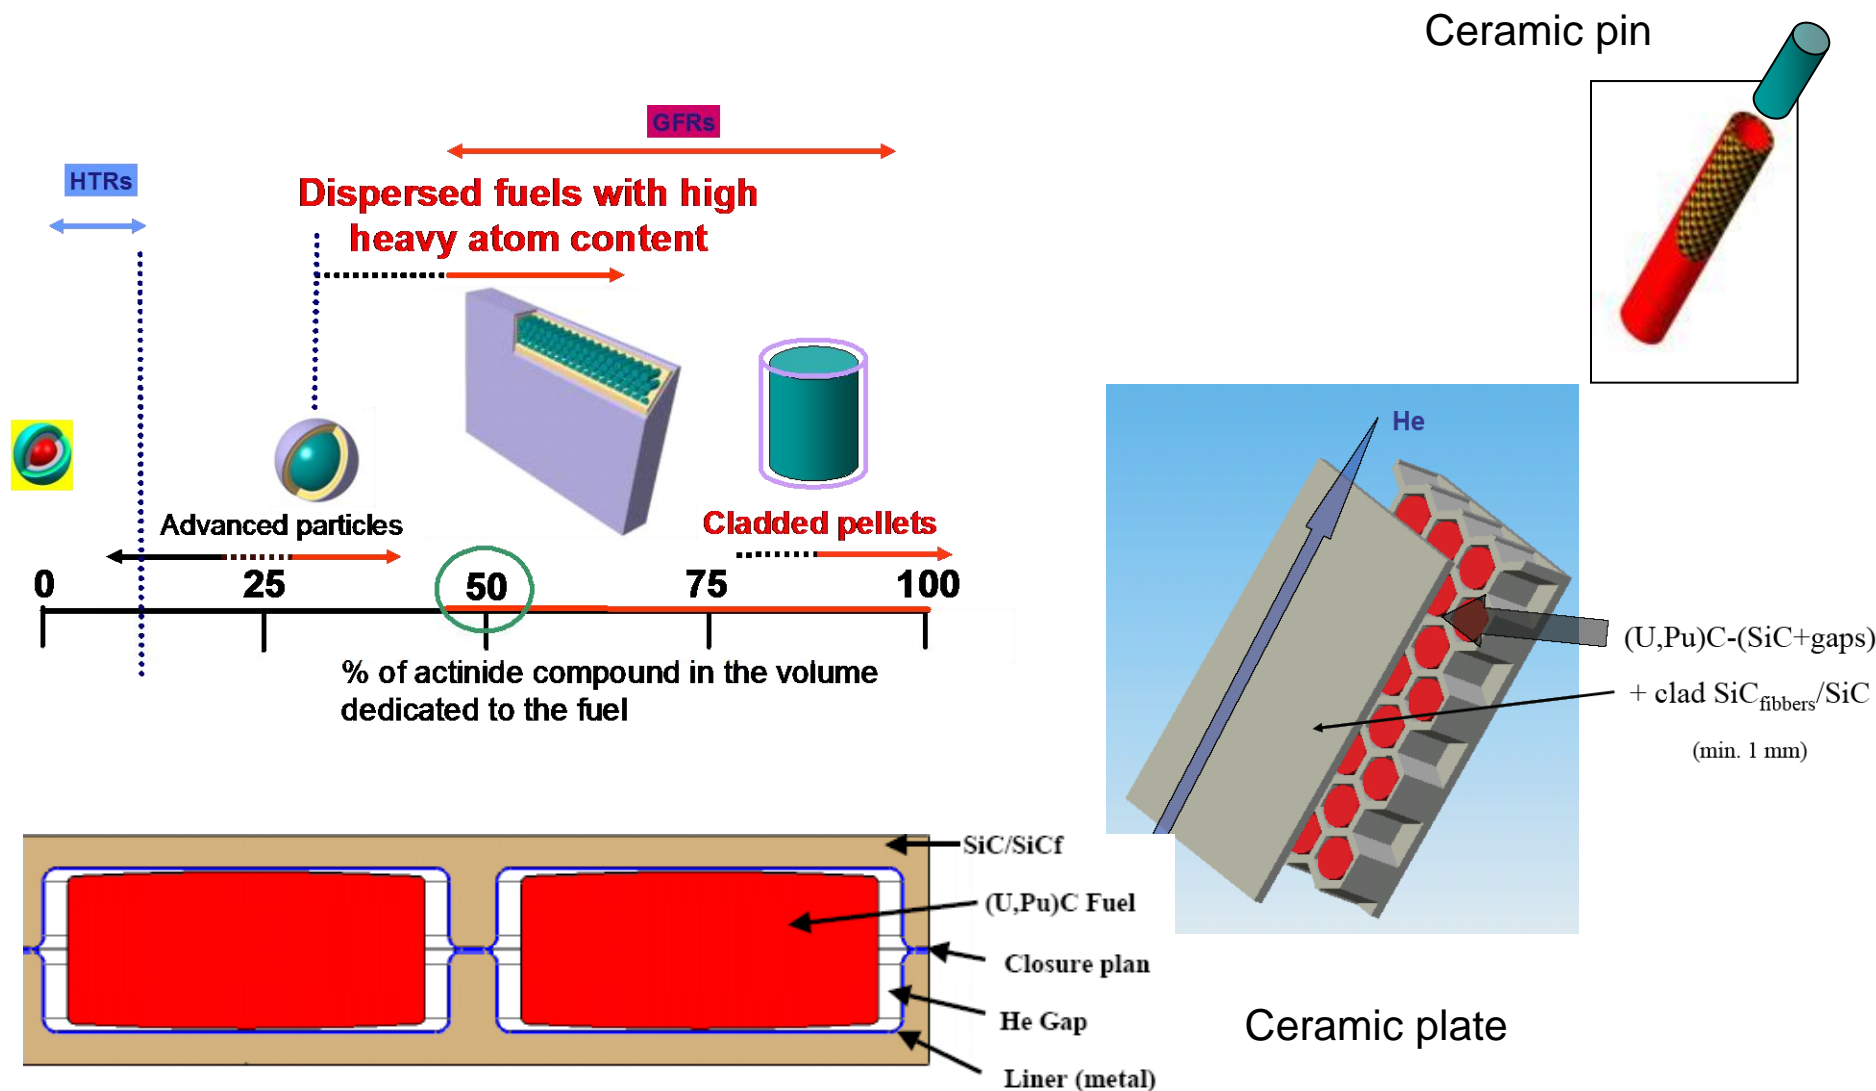 Ceramic pin
GFRs
HTRs
Dispersed fuels with high
heavy atom content
Advanced particles
Cladded pellets
0
25
50
75
100
% of actinide compound in the volume
dedicated to the fuel
He
(U,Pu)C-(SiC+gaps)
+ clad SiCfibbers/SiC
(min. 1 mm)
SiC/SiCf
(U,Pu)C Fuel
Closure plan
He Gap
Liner (metal)
Ceramic plate